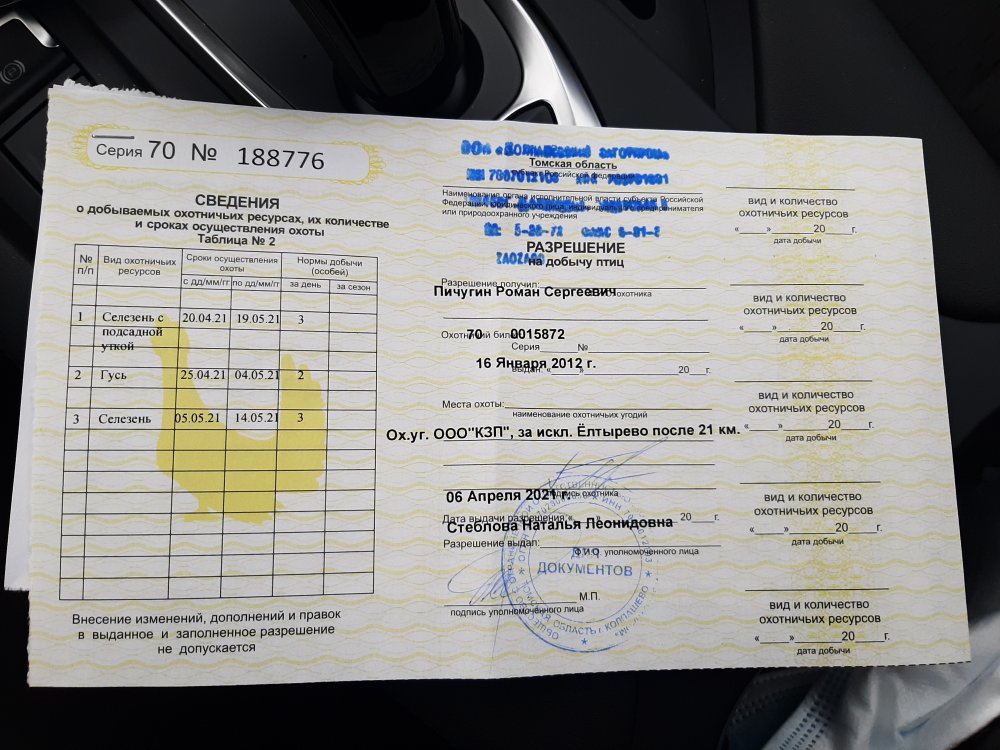 Серия 70 № 188776
СВЕДЕНИЯ
о добываемых охотничьих ресурсах, их количестве
и сроках осуществления охоты
Таблица № 2
№ п/п Вид охотничьих ресурсов Сроки осуществления охоты Нормы добычи (особей)
с дд/мм/гг по дд/мм/гг за день за сезон
1 Селезень с подсадной уткой 20.04.21 19.05.21 3
2 Гусь 25.04.21 04.05.21 2
3 Селезень 05.05.21 14.05.21 3
Внесение изменений, дополнений и правок
в выданное и заполненное разрешение
не допускается
Томская область
Наименование органа исполнительной власти субъекта Российской
Федерации, юридического лица, индивидуального предпринимателя
или природоохранного учреждения
РАЗРЕШЕНИЕ
на добычу птиц
Разрешение получил:
Пичугин Роман Сергеевич
охотника
Охотничий билет
70 0015872
Серия № 
16 Января 2012 г.
выдан: «  »  20  г.
Места охоты:
наименование охотничьих угодий
Ох.уг. ООО"КЗП", за искл. Ёлтырево после 21 км.
06 Апреля 2021 г.
подпись охотника
Дата выдачи разрешения «  »  20  г.
Стеблова Наталья Леонидовна
Разрешение выдал:
Ф.И.О. уполномоченного лица
ДЛЯ
ДОКУМЕНТОВ
М.П.
подпись уполномоченного лица
вид и количество
охотничьих ресурсов
«  »  20  г.
дата добычи
вид и количество
охотничьих ресурсов
«  »  20  г.
дата добычи
вид и количество
охотничьих ресурсов
«  »  20  г.
дата добычи
вид и количество
охотничьих ресурсов
«  »  20  г.
дата добычи
вид и количество
охотничьих ресурсов
«  »  20  г.
дата добычи